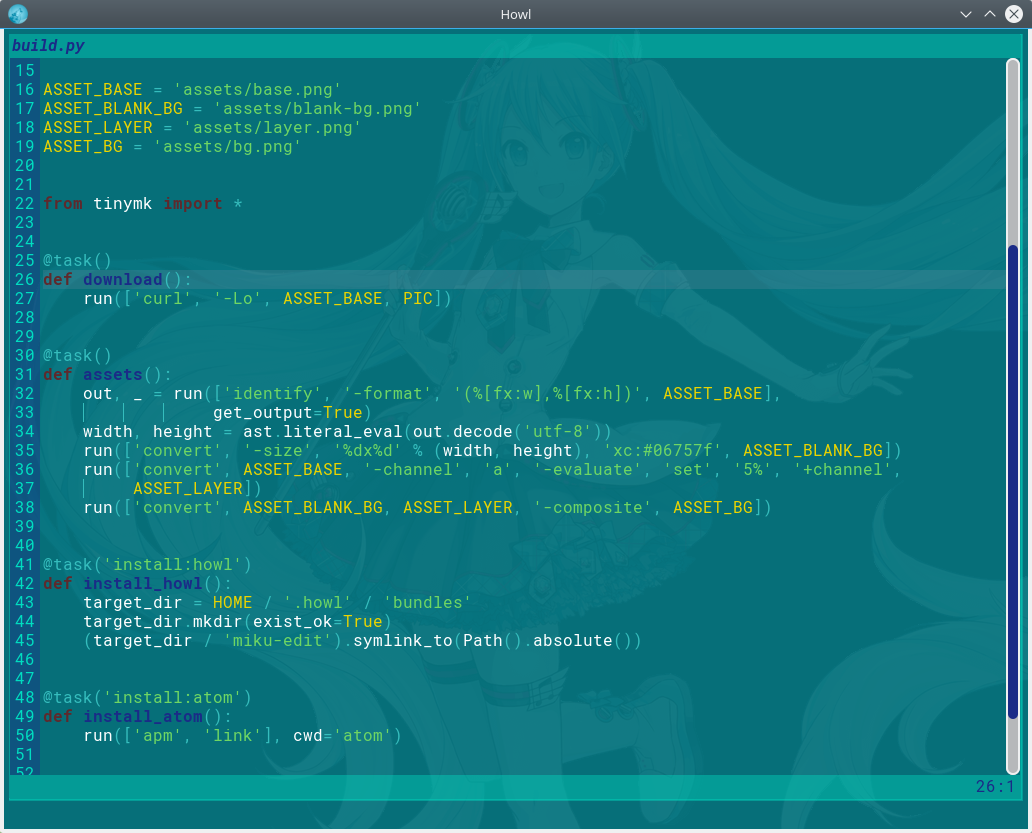 Howl
build.py
15
16 ASSET_BASE = 'assets/base.png'
17 ASSET_BLANK_BG = 'assets/blank-bg.png'
18 ASSET_LAYER = 'assets/layer.png'
19 ASSET_BG = 'assets/bg.png'
20
21
22 from tinymk import *
23
24
25 @task()
26 def download():
27     run(['curl', '-Lo', ASSET_BASE, PIC])
28
29
30 @task()
31 def assets():
32     out, _ = run(['identify', '-format', '(%[fx:w],%[fx:h])', ASSET_BASE],
33                  get_output=True)
34     width, height = ast.literal_eval(out.decode('utf-8'))
35     run(['convert', '-size', '%dx%d' % (width, height), 'xc:#06757f', ASSET_BLANK_BG])
36     run(['convert', ASSET_BASE, '-channel', 'a', '-evaluate', 'set', '5%', '+channel',
37          ASSET_LAYER])
38     run(['convert', ASSET_BLANK_BG, ASSET_LAYER, '-composite', ASSET_BG])
39
40
41 @task('install:howl')
42 def install_howl():
43     target_dir = HOME / '.howl' / 'bundles'
44     target_dir.mkdir(exist_ok=True)
45     (target_dir / 'miku-edit').symlink_to(Path().absolute())
46
47
48 @task('install:atom')
49 def install_atom():
50     run(['apm', 'link'], cwd='atom')
51
52
26:1